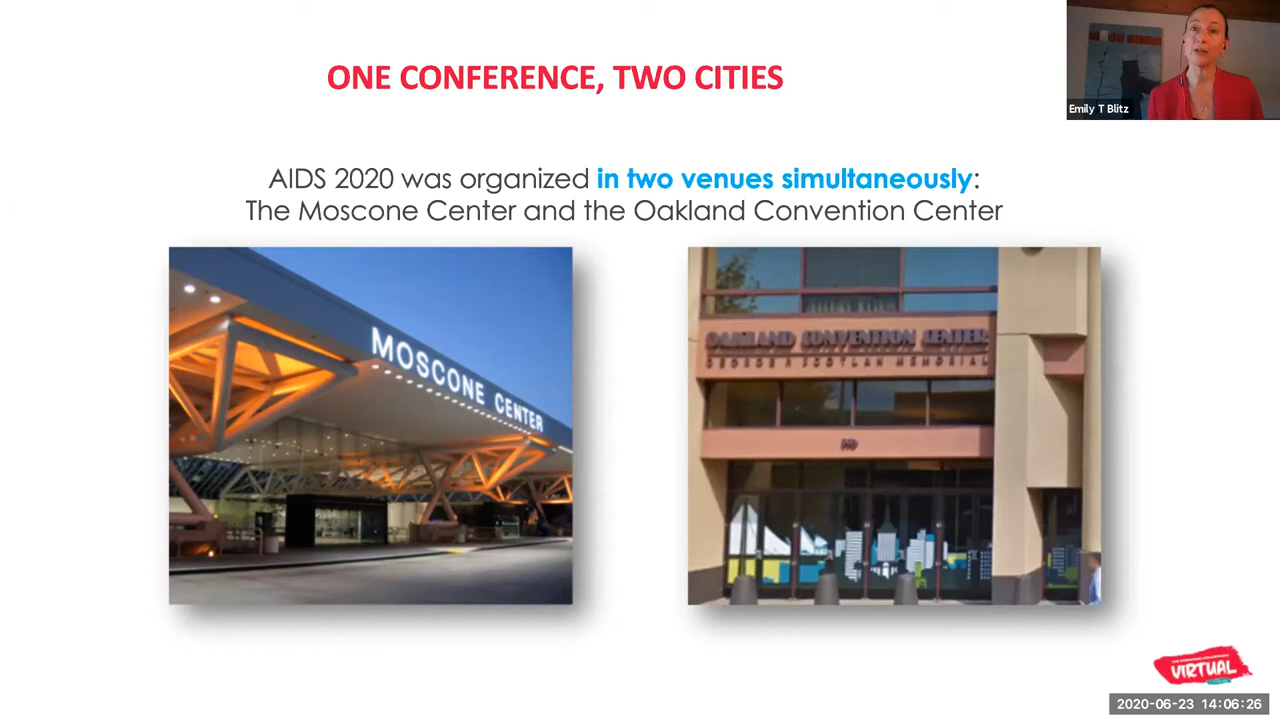 ONE CONFERENCE, TWO CITIES
Emily T Blitz
AIDS 2020 was organized in two venues simultaneously:
The Moscone Center and the Oakland Convention Center
MOSCONE CENTER
OAKLAND CONVENTION CENTER
VIRTUAL
2020-06-23 14:06:26